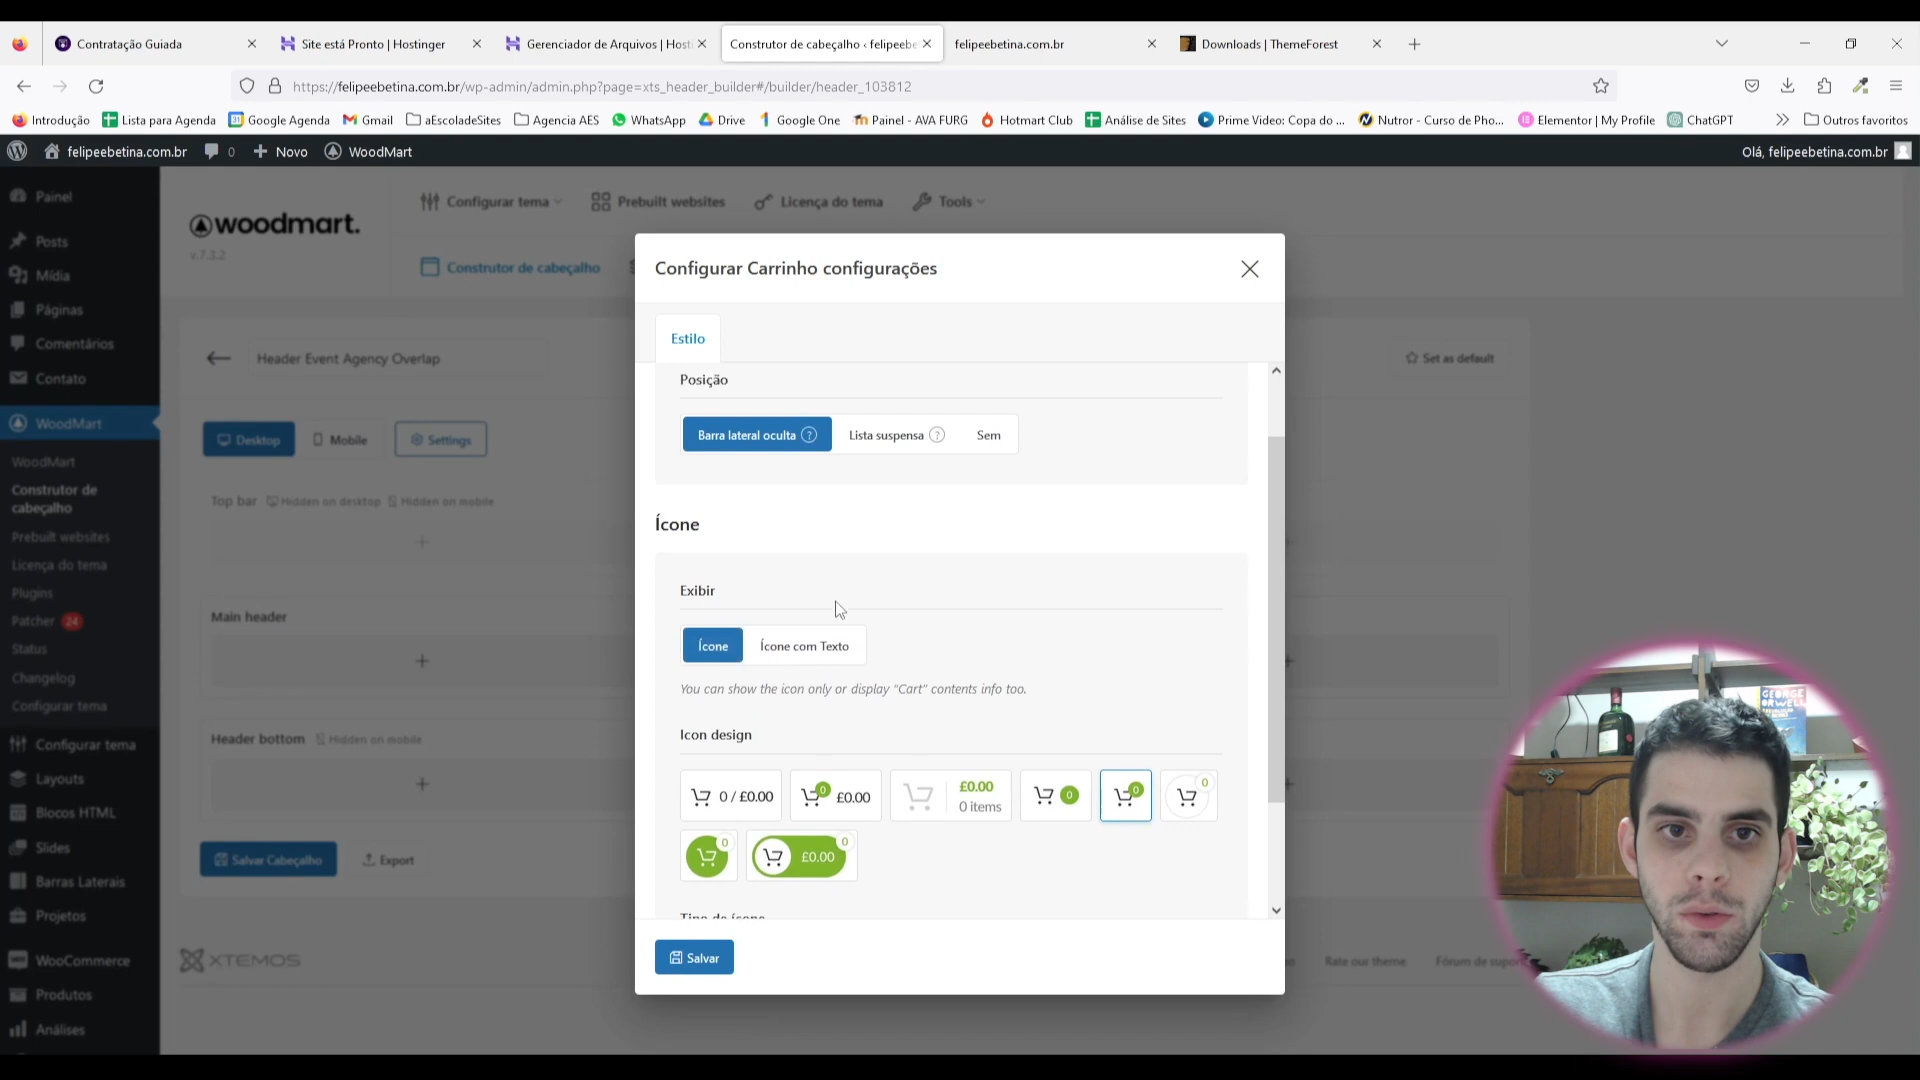 Contratação Guiada
Site está Pronto | Hostinger
Gerenciador de Arquivos | Host
Construtor de cabeçalho ‹ felipeebe
felipeebetina.com.br
Downloads | ThemeForest
https://felipeebetina.com.br/wp-admin/admin.php?page=xts_header_builder#/builder/header_103812
Introdução
Lista para Agenda
Google Agenda
Gmail
aEscoladeSites
Agencia AES
WhatsApp
Drive
Google One
Painel - AVA FURG
Hotmart Club
Análise de Sites
Prime Video: Copa do ...
Nutror - Curso de Pho...
Elementor | My Profile
ChatGPT
Outros favoritos
felipeebetina.com.br
0
Novo
WoodMart
Olá, felipeebetina.com.br
Painel
Posts
Mídia
Páginas
Comentários
Contato
WoodMart
WoodMart
Construtor de
cabeçalho
Prebuilt websites
Licença do tema
Plugins
Patcher 24
Status
Changelog
Configurar tema
Configurar tema
Layouts
Blocos HTML
Slides
Barras Laterais
Projetos
WooCommerce
Produtos
Análises
woodmart.
v.7.3.2
Configurar tema
Prebuilt websites
Licença do tema
Tools
Construtor de cabeçalho
Header Event Agency Overlap
Set as default
Desktop
Mobile
Settings
Top bar
Hidden on desktop
Hidden on mobile
Main header
Header bottom
Hidden on mobile
Salvar Cabeçalho
Export
XTEMOS
Rate our theme
Fórum de suport
Configurar Carrinho configurações
Estilo
Posição
Barra lateral oculta ?
Lista suspensa ?
Sem
Ícone
Exibir
Ícone
Ícone com Texto
You can show the icon only or display "Cart" contents info too.
Icon design
0 / £0.00
0 £0.00
£0.00
0 items
0
0
0
0
£0.00 0
Tipo de ícone
Salvar
GEORGE
ORWELL